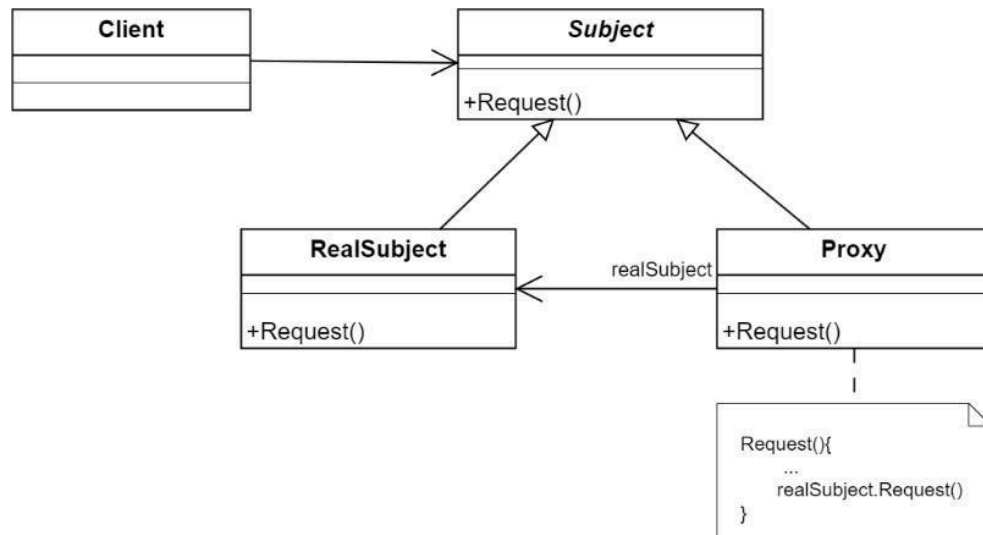 Client
Subject
+Request()
RealSubject
+Request()
realSubject
Proxy
+Request()
Request(){
...
realSubject.Request()
}